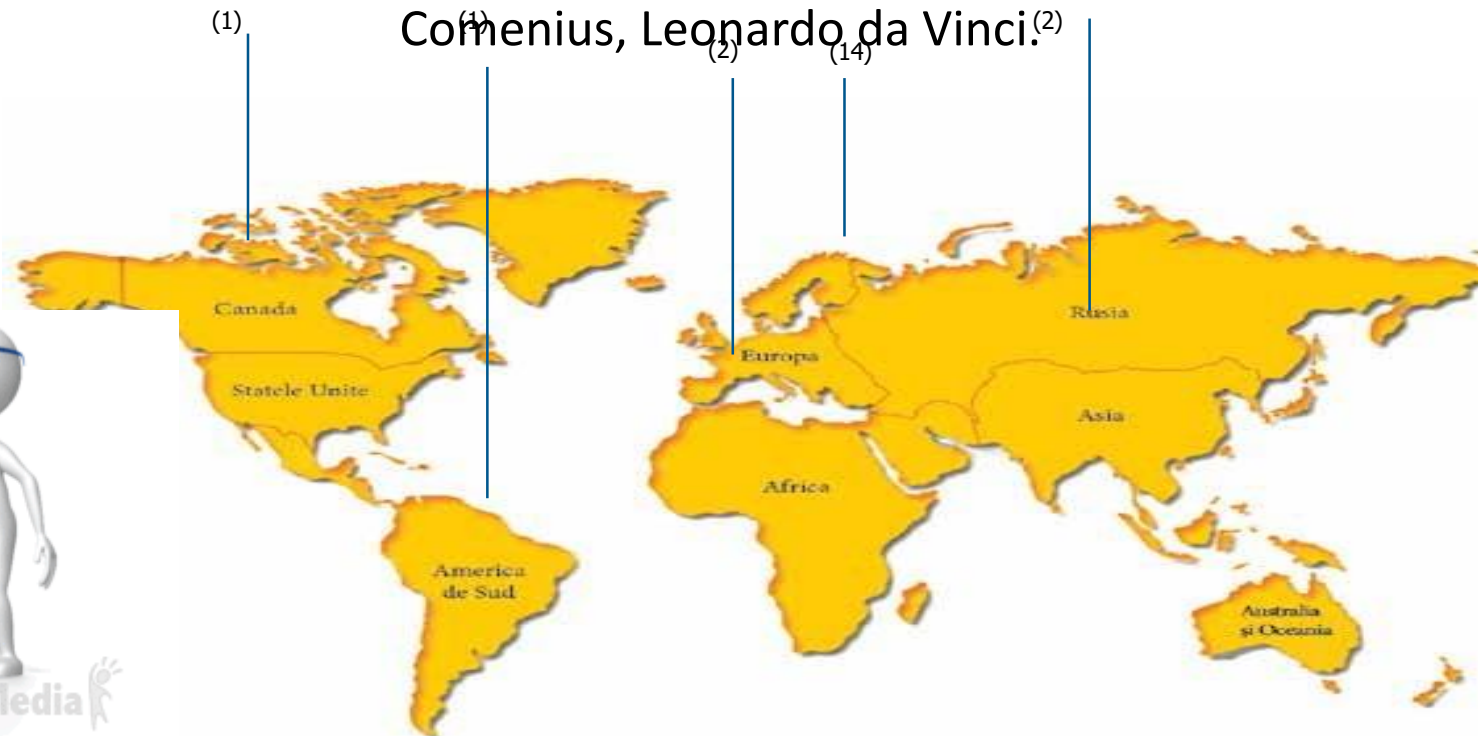 Comenius, Leonardo da Vinci.
(1)
(1)
(2)
(14)
(2)
Canada
Rusia
Europa
Statele Unite
Asia
Africa
America
de Sud
Australia
și Oceania